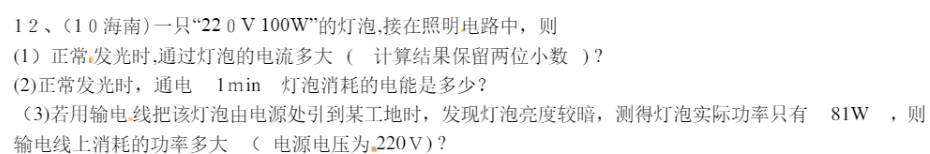 12、(10海南)一只“220V 100W”的灯泡,接在照明电路中，则
(1）正常发光时,通过灯泡的电流多大（ 计算结果保留两位小数 )？
(2)正常发光时，通电 1min 灯泡消耗的电能是多少？
（3)若用输电线把该灯泡由电源处引到某工地时，发现灯泡亮度较暗，测得灯泡实际功率只有 81W ，则
输电线上消耗的功率多大 （ 电源电压为220V)？